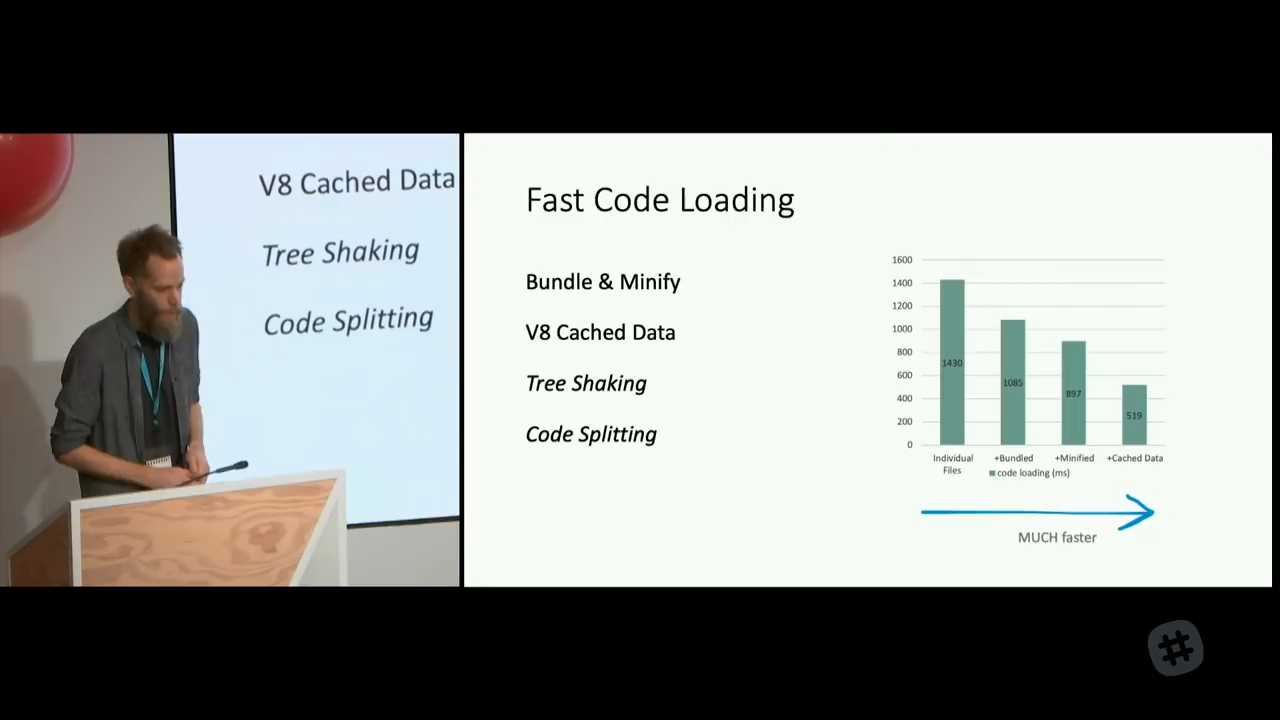 V8 Cached Data
Tree Shaking
Code Splitting
Fast Code Loading
Bundle & Minify
V8 Cached Data
Tree Shaking
Code Splitting
1600
1400
1200
1000
800
600
400
200
0
1430
1085
897
519
Individual Files
+Bundled
+Minified
+Cached Data
code loading (ms)
MUCH faster